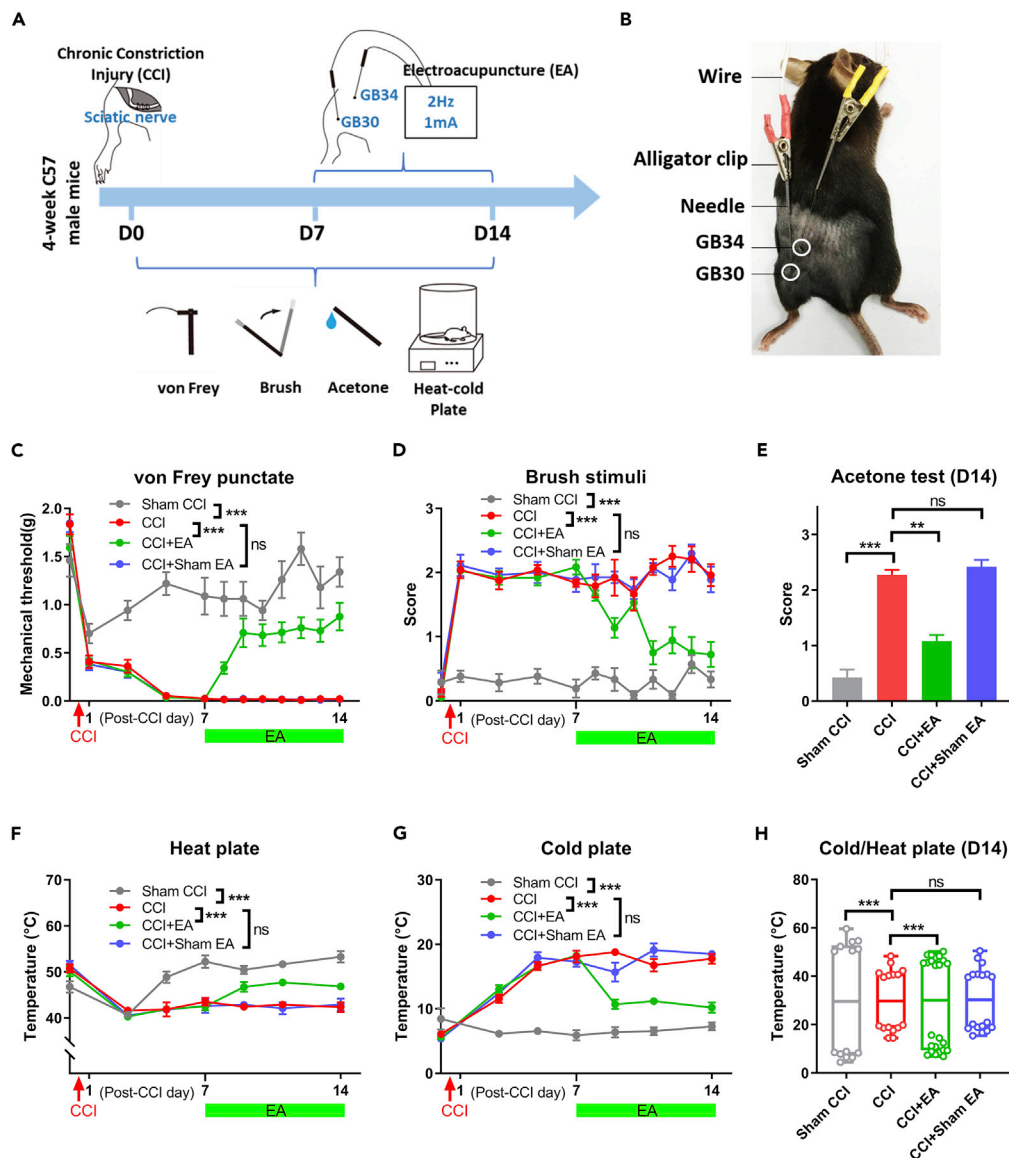 A
Chronic Constriction
Injury (CCI)
Sciatic nerve
Electroacupuncture (EA)
GB34
GB30
2Hz
1mA
4-week C57
male mice
D0
D7
D14
von Frey
Brush
Acetone
Heat-cold
Plate
B
Wire
Alligator clip
Needle
GB34
GB30
C
von Frey punctate
Sham CCI
CCI
CCI+EA
CCI+Sham EA
***
***
ns
Mechanical threshold(g)
2.0
1.5
1.0
0.5
0.0
1
(Post-CCI day)
7
14
CCI
EA
D
Brush stimuli
Sham CCI
CCI
CCI+EA
CCI+Sham EA
***
***
ns
Score
3
2
1
0
1
(Post-CCI day)
7
14
CCI
EA
E
Acetone test (D14)
ns
**
***
Score
3
2
1
0
Sham CCI
CCI
CCI+EA
CCI+Sham EA
F
Heat plate
Sham CCI
CCI
CCI+EA
CCI+Sham EA
***
***
ns
Temperature (°C)
70
60
50
40
1
(Post-CCI day)
7
14
CCI
EA
G
Cold plate
Sham CCI
CCI
CCI+EA
CCI+Sham EA
***
***
ns
Temperature (°C)
30
20
10
0
1
(Post-CCI day)
7
14
CCI
EA
H
Cold/Heat plate (D14)
ns
***
***
Temperature (°C)
80
60
40
20
0
Sham CCI
CCI
CCI+EA
CCI+Sham EA